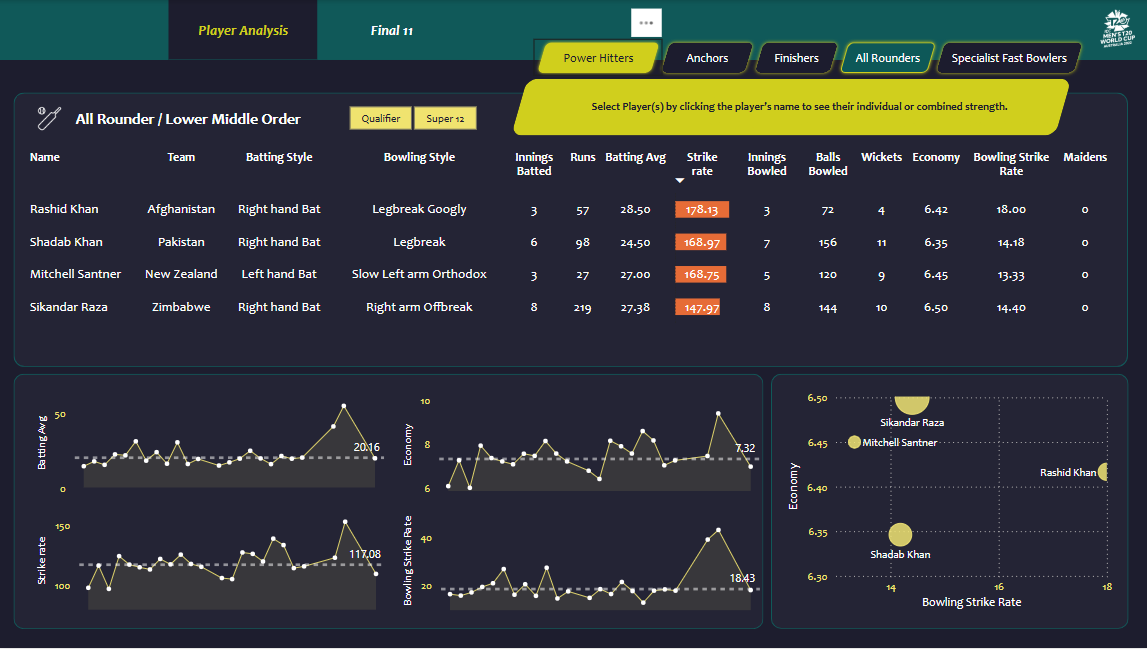 Player Analysis
Final 11
MEN'S T20
WORLD CUP
AUSTRALIA 2022
Power Hitters
Anchors
Finishers
All Rounders
Specialist Fast Bowlers
Select Player(s) by clicking the player's name to see their individual or combined strength.
All Rounder / Lower Middle Order
Qualifier
Super 12
Name Team Batting Style Bowling Style Innings Batted Runs Batting Avg Strike rate Innings Bowled Balls Bowled Wickets Economy Bowling Strike Rate Maidens
Rashid Khan Afghanistan Right hand Bat Legbreak Googly 3 57 28.50 178.13 3 72 4 6.42 18.00 0
Shadab Khan Pakistan Right hand Bat Legbreak 6 98 24.50 168.97 7 156 11 6.35 14.18 0
Mitchell Santner New Zealand Left hand Bat Slow Left arm Orthodox 3 27 27.00 168.75 5 120 9 6.45 13.33 0
Sikandar Raza Zimbabwe Right hand Bat Right arm Offbreak 8 219 27.38 147.97 8 144 10 6.50 14.40 0
Batting Avg
50
0
20.16
Economy
10
8
6
7.32
Strike rate
150
100
117.08
Bowling Strike Rate
40
20
18.43
Economy
6.50
6.45
6.40
6.35
6.30
Sikandar Raza
Mitchell Santner
Rashid Khan
Shadab Khan
14 16 18
Bowling Strike Rate